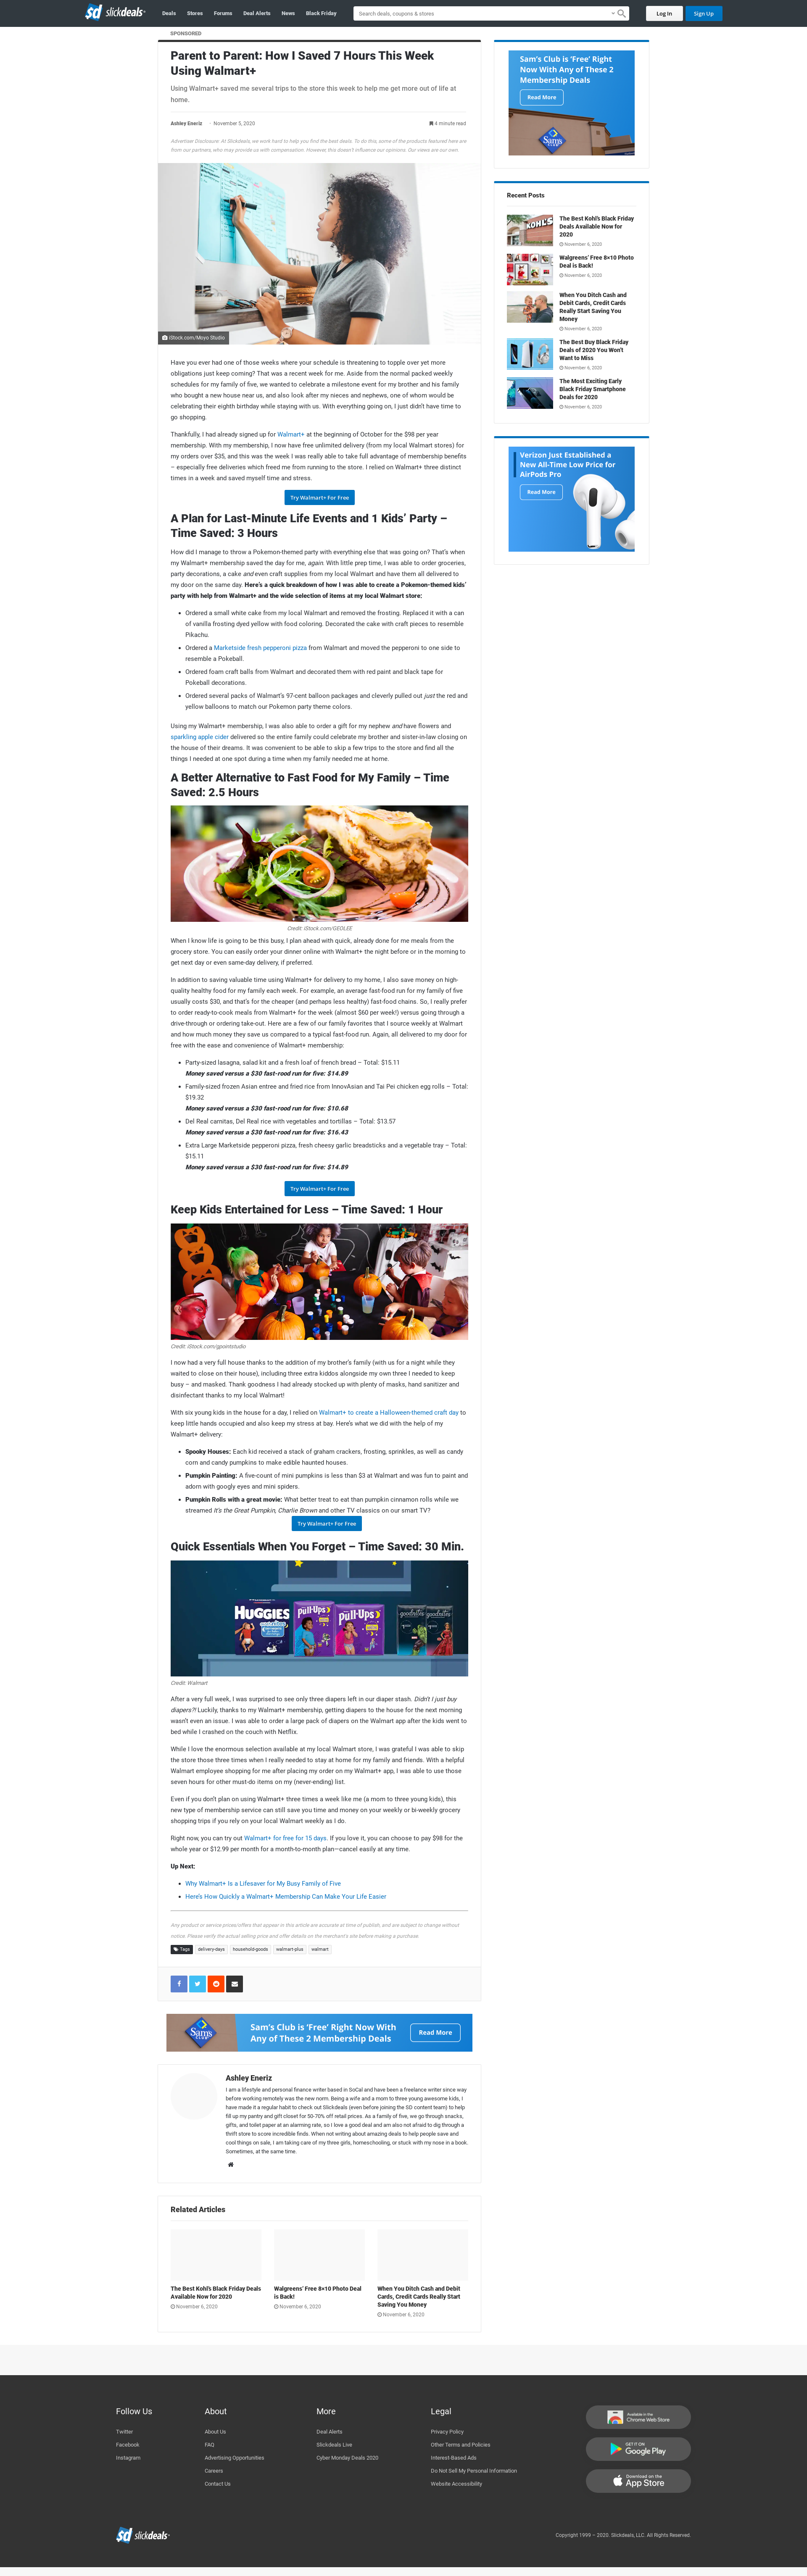 sd slickdeals
Deals
Stores
Forums
Deal Alerts
News
Black Friday
Search deals, coupons & stores
Log In
Sign Up
SPONSORED
Parent to Parent: How I Saved 7 Hours This Week
Using Walmart+
Using Walmart+ saved me several trips to the store this week to help me get more out of life at
home.
Ashley Eneriz - November 5, 2020
4 minute read
Advertiser Disclosure: At Slickdeals, we work hard to help you find the best deals. To do this, some of the products featured here are
from our partners who may provide us with compensation. However, this doesn't influence our opinions. Our views are our own.
iStock.com/Moyo Studio
Have you ever had one of those weeks where your schedule is threatening to topple over yet more
obligations just keep coming? That was a recent week for me. Aside from the normal packed weekly
schedules for my family of five, we wanted to celebrate a milestone event for my brother and his family
who bought a new house near us, and also look after my nieces and nephews, one of whom would be
celebrating their eighth birthday while staying with us. With everything going on, I just didn't have time to
go shopping.
Thankfully, I had already signed up for Walmart+ at the beginning of October for the $98 per year
membership. With my membership, I now have free unlimited delivery (from my local Walmart stores) for
my orders over $35, and this was the week I was really able to take full advantage of membership benefits
– especially free deliveries which freed me from running to the store. I relied on Walmart+ three distinct
times in a week and saved myself time and stress.
Try Walmart+ For Free
A Plan for Last-Minute Life Events and 1 Kids' Party –
Time Saved: 3 Hours
How did I manage to throw a Pokemon-themed party with everything else that was going on? That's when
my Walmart+ membership saved the day for me, again. With little prep time, I was able to order groceries,
party decorations, a cake and even craft supplies from my local Walmart and have them all delivered to
my door on the same day. Here's a quick breakdown of how I was able to create a Pokemon-themed kids'
party with help from Walmart+ and the wide selection of items at my local Walmart store:
• Ordered a small white cake from my local Walmart and removed the frosting. Replaced it with a can
of vanilla frosting dyed yellow with food coloring. Decorated the cake with craft pieces to resemble
Pikachu.
• Ordered a Marketside fresh pepperoni pizza from Walmart and moved the pepperoni to one side to
resemble a Pokeball.
• Ordered foam craft balls from Walmart and decorated them with red paint and black tape for
Pokeball decorations.
• Ordered several packs of Walmart's 97-cent balloon packages and cleverly pulled out just the red and
yellow balloons to match our Pokemon party theme colors.
Using my Walmart+ membership, I was also able to order a gift for my nephew and have flowers and
sparkling apple cider delivered so the entire family could celebrate my brother and sister-in-law closing on
the house of their dreams. It was convenient to be able to skip a few trips to the store and find all the
things I needed at one spot during a time when my family needed me at home.
A Better Alternative to Fast Food for My Family – Time
Saved: 2.5 Hours
Credit: iStock.com/GEOLEE
When I know life is going to be this busy, I plan ahead with quick, already done for me meals from the
grocery store. You can easily order your dinner online with Walmart+ the night before or in the morning to
get next day or even same-day delivery, if preferred.
In addition to saving valuable time using Walmart+ for delivery to my home, I also save money on high-
quality healthy food for my family each week. For example, an average fast-food run for my family of five
usually costs $30, and that's for the cheaper (and perhaps less healthy) fast-food chains. So, I really prefer
to order ready-to-cook meals from Walmart+ for the week (almost $60 per week!) versus going through a
drive-through or ordering take-out. Here are a few of our family favorites that I source weekly at Walmart
and how much money they save us compared to a typical fast-food run. Again, all delivered to my door for
free with the ease and convenience of Walmart+ membership:
• Party-sized lasagna, salad kit and a fresh loaf of french bread – Total: $15.11
Money saved versus a $30 fast-rood run for five: $14.89
• Family-sized frozen Asian entree and fried rice from InnovAsian and Tai Pei chicken egg rolls – Total:
$19.32
Money saved versus a $30 fast-rood run for five: $10.68
• Del Real carnitas, Del Real rice with vegetables and tortillas – Total: $13.57
Money saved versus a $30 fast-rood run for five: $16.43
• Extra Large Marketside pepperoni pizza, fresh cheesy garlic breadsticks and a vegetable tray – Total:
$15.11
Money saved versus a $30 fast-rood run for five: $14.89
Try Walmart+ For Free
Keep Kids Entertained for Less – Time Saved: 1 Hour
Credit: iStock.com/gpointstudio
I now had a very full house thanks to the addition of my brother's family (with us for a night while they
waited to close on their house), including three extra kiddos alongside my own three I needed to keep
busy – and masked. Thank goodness I had already stocked up with plenty of masks, hand sanitizer and
disinfectant thanks to my local Walmart!
With six young kids in the house for a day, I relied on Walmart+ to create a Halloween-themed craft day to
keep little hands occupied and also keep my stress at bay. Here's what we did with the help of my
Walmart+ delivery:
• Spooky Houses: Each kid received a stack of graham crackers, frosting, sprinkles, as well as candy
corn and candy pumpkins to make edible haunted houses.
• Pumpkin Painting: A five-count of mini pumpkins is less than $3 at Walmart and was fun to paint and
adorn with googly eyes and mini spiders.
• Pumpkin Rolls with a great movie: What better treat to eat than pumpkin cinnamon rolls while we
streamed It's the Great Pumpkin, Charlie Brown and other TV classics on our smart TV?
Try Walmart+ For Free
Quick Essentials When You Forget – Time Saved: 30 Min.
HUGGIES Pull-Ups Pull-Ups goodnites goodnites
Credit: Walmart
After a very full week, I was surprised to see only three diapers left in our diaper stash. Didn't I just buy
diapers?! Luckily, thanks to my Walmart+ membership, getting diapers to the house for the next morning
wasn't even an issue. I was able to order a large pack of diapers on the Walmart app after the kids went to
bed while I crashed on the couch with Netflix.
While I love the enormous selection available at my local Walmart store, I was grateful I was able to skip
the store those three times when I really needed to stay at home for my family and friends. With a helpful
Walmart employee shopping for me after placing my order on my Walmart+ app, I was able to use those
seven hours for other must-do items on my (never-ending) list.
Even if you don't plan on using Walmart+ three times a week like me (a mom to three young kids), this
new type of membership service can still save you time and money on your weekly or bi-weekly grocery
shopping trips if you rely on your local Walmart weekly as I do.
Right now, you can try out Walmart+ for free for 15 days. If you love it, you can choose to pay $98 for the
whole year or $12.99 per month for a month-to-month plan—cancel easily at any time.
Up Next:
• Why Walmart+ Is a Lifesaver for My Busy Family of Five
• Here's How Quickly a Walmart+ Membership Can Make Your Life Easier
Any product or service prices/offers that appear in this article are accurate at time of publish, and are subject to change without
notice. Please verify the actual selling price and offer details on the merchant's site before making a purchase.
Tags
delivery-days
household-goods
walmart-plus
walmart
Sam's Club
Sam's Club is 'Free' Right Now With
Any of These 2 Membership Deals
Read More
Ashley Eneriz
I am a lifestyle and personal finance writer based in SoCal and have been a freelance writer since way
before working remotely was the new norm. Being a wife and a mom to three young awesome kids, I
have made it a regular habit to check out Slickdeals (even before joining the SD content team) to help
fill up my pantry and gift closet for 50-70% off retail prices. As a family of five, we go through snacks,
gifts, and toilet paper at an alarming rate, so I love a good deal and am also not afraid to dig through a
thrift store to score incredible finds. When not writing about amazing deals to help people save and
cool things on sale, I am taking care of my three girls, homeschooling, or stuck with my nose in a book.
Sometimes, at the same time.
Related Articles
The Best Kohl's Black Friday Deals
Available Now for 2020
November 6, 2020
Walgreens' Free 8×10 Photo Deal
is Back!
November 6, 2020
When You Ditch Cash and Debit
Cards, Credit Cards Really Start
Saving You Money
November 6, 2020
Sam's Club is 'Free' Right
Now With Any of These 2
Membership Deals
Read More
Sam's Club
Recent Posts
KOHL'S
The Best Kohl's Black Friday
Deals Available Now for
2020
November 6, 2020
Walgreens' Free 8×10 Photo
Deal is Back!
November 6, 2020
When You Ditch Cash and
Debit Cards, Credit Cards
Really Start Saving You
Money
November 6, 2020
The Best Buy Black Friday
Deals of 2020 You Won't
Want to Miss
November 6, 2020
The Most Exciting Early
Black Friday Smartphone
Deals for 2020
November 6, 2020
Verizon Just Established a
New All-Time Low Price for
AirPods Pro
Read More
Follow Us
Twitter
Facebook
Instagram
About
About Us
FAQ
Advertising Opportunities
Careers
Contact Us
More
Deal Alerts
Slickdeals Live
Cyber Monday Deals 2020
Legal
Privacy Policy
Other Terms and Policies
Interest-Based Ads
Do Not Sell My Personal Information
Website Accessibility
Available in the
Chrome Web Store
GET IT ON
Google Play
Download on the
App Store
sd slickdeals
Copyright 1999 – 2020. Slickdeals, LLC. All Rights Reserved.